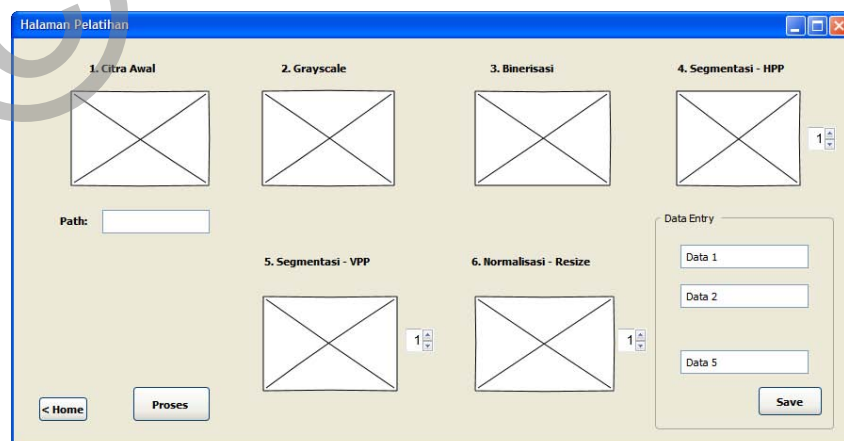 Halaman Pelatihan
1. Citra Awal
2. Grayscale
3. Binerisasi
4. Segmentasi - HPP
1
Path:
Data Entry
Data 1
5. Segmentasi - VPP
6. Normalisasi - Resize
Data 2
1
1
Data 5
< Home
Proses
Save